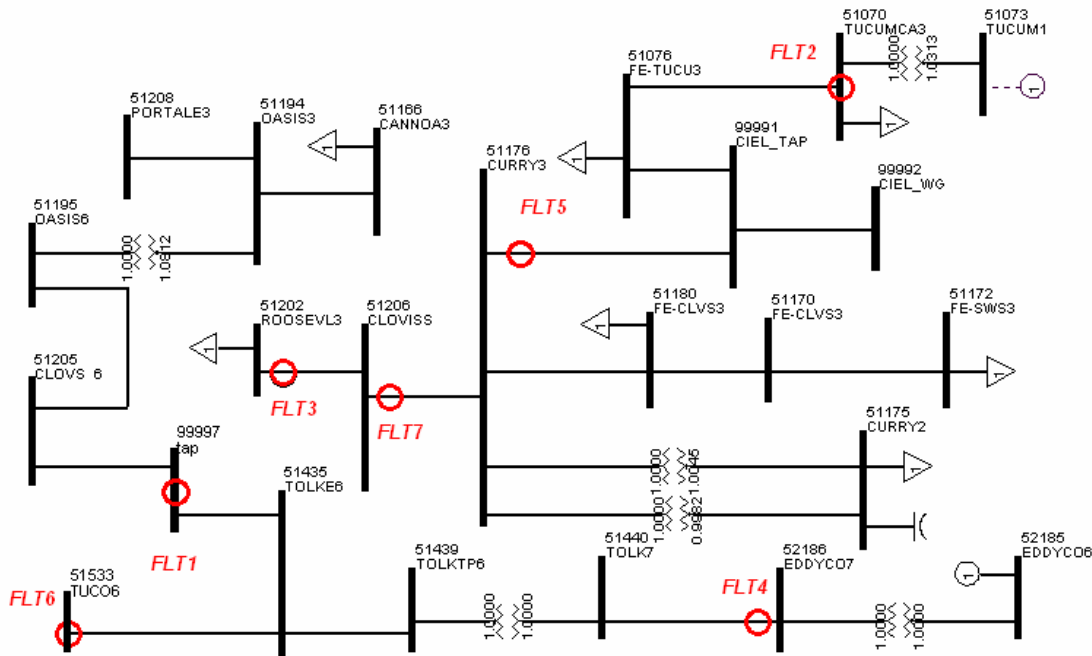 51070
TUCUMCA3
51073
TUCUM1
FLT2
1.0000
1.0313
1
1
51076
FE-TUCU3
1
51208
PORTALE3
51194
OASIS3
51166
CANNOA3
1
99991
CIEL_TAP
51176
CURRY3
99992
CIEL_WG
51195
OASIS6
FLT5
1.0000
1.0812
51202
ROOSEVL3
51206
CLOVISS
51180
FE-CLVS3
51170
FE-CLVS3
51172
FE-SWS3
1
1
1
51205
CLOVS 6
FLT3
FLT7
99997
tap
51435
TOLKE6
51175
CURRY2
1.0000
1.0045
1
1.0000
0.9982
FLT1
51439
TOLKTP6
51440
TOLK7
52186
EDDYCO7
52185
EDDYCO6
51533
TUCO6
FLT6
FLT4
1
1.0000
1.0000
1.0000
1.0000